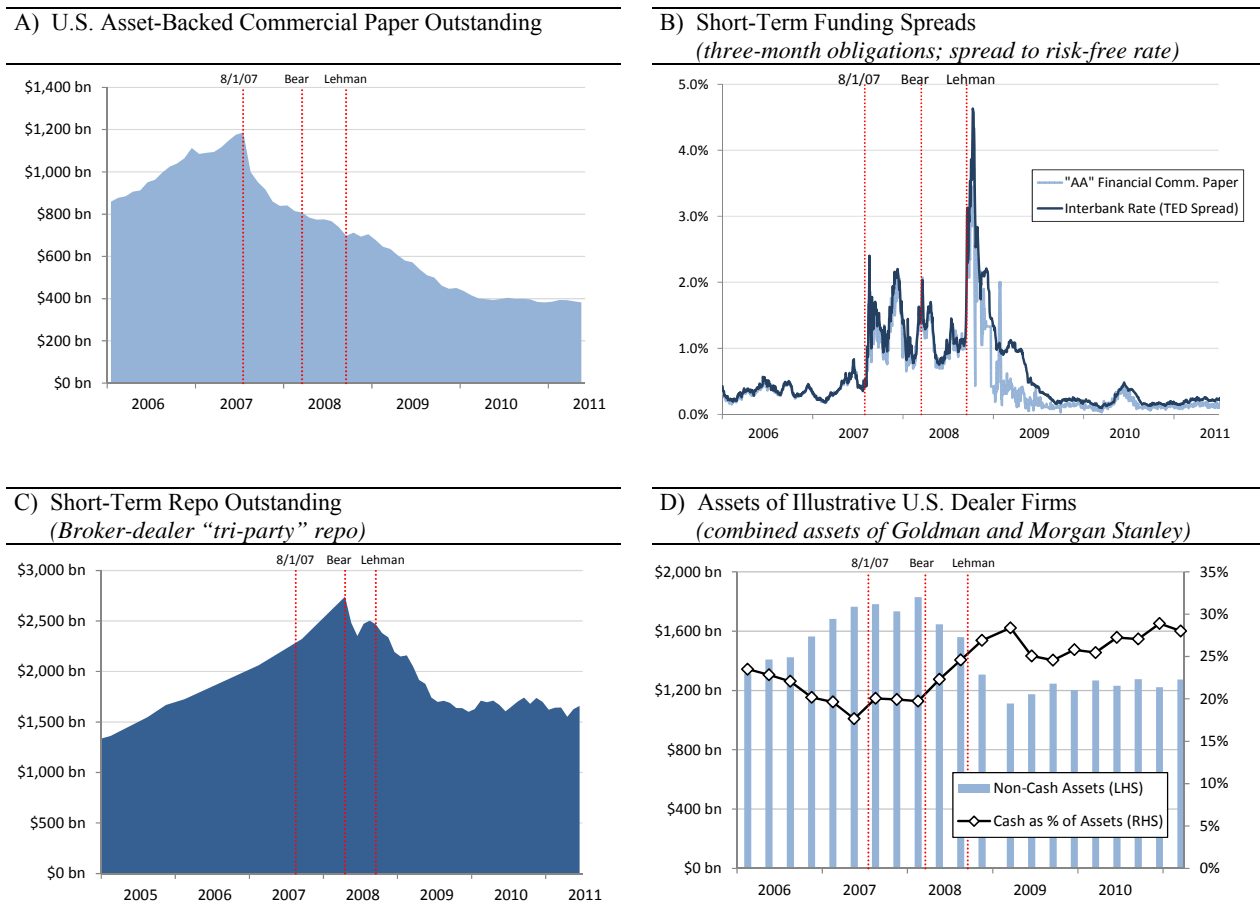 A) U.S. Asset-Backed Commercial Paper Outstanding
8/1/07 Bear Lehman
$1,400 bn
$1,200 bn
$1,000 bn
$800 bn
$600 bn
$400 bn
$200 bn
$0 bn
2006 2007 2008 2009 2010 2011
B) Short-Term Funding Spreads
(three-month obligations; spread to risk-free rate)
8/1/07 Bear Lehman
5.0%
4.0%
3.0%
2.0%
1.0%
0.0%
"AA" Financial Comm. Paper
Interbank Rate (TED Spread)
2006 2007 2008 2009 2010 2011
C) Short-Term Repo Outstanding
(Broker-dealer “tri-party” repo)
8/1/07 Bear Lehman
$3,000 bn
$2,500 bn
$2,000 bn
$1,500 bn
$1,000 bn
$500 bn
$0 bn
2005 2006 2007 2008 2009 2010 2011
D) Assets of Illustrative U.S. Dealer Firms
(combined assets of Goldman and Morgan Stanley)
8/1/07 Bear Lehman
$2,000 bn
$1,600 bn
$1,200 bn
$800 bn
$400 bn
$0 bn
35%
30%
25%
20%
15%
10%
5%
0%
Non-Cash Assets (LHS)
Cash as % of Assets (RHS)
2006 2007 2008 2009 2010